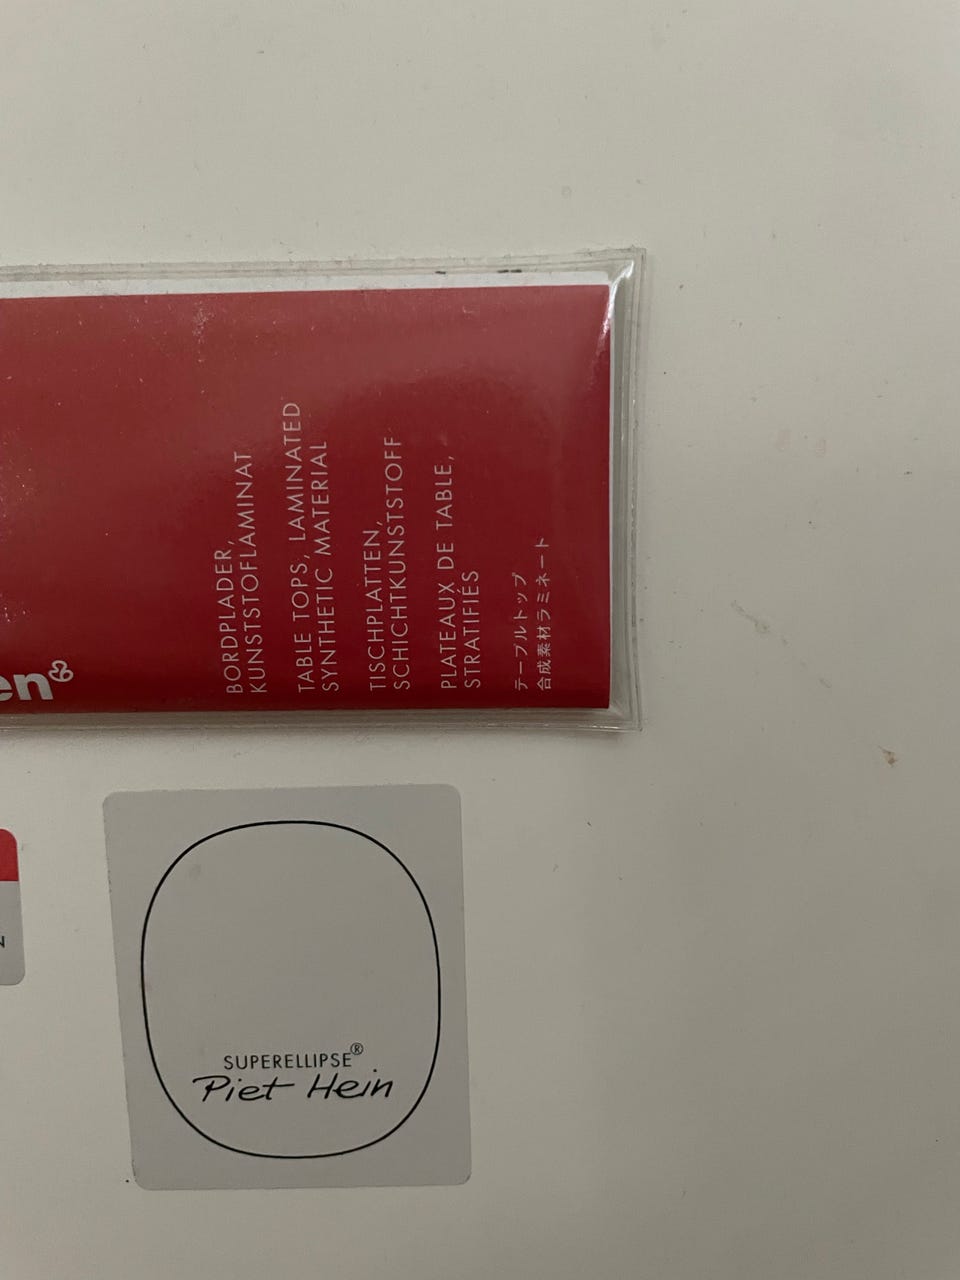 en
BORDPLADER,
KUNSTSTOFLAMINAT
TABLE TOPS, LAMINATED
SYNTHETIC MATERIAL
TISCHPLATTEN,
SCHICHTKUNSTSTOFF
PLATEAUX DE TABLE,
STRATIFIÉS
テーブルトップ
合成素材ラミネート
N
SUPERELLIPSE®
Piet Hein